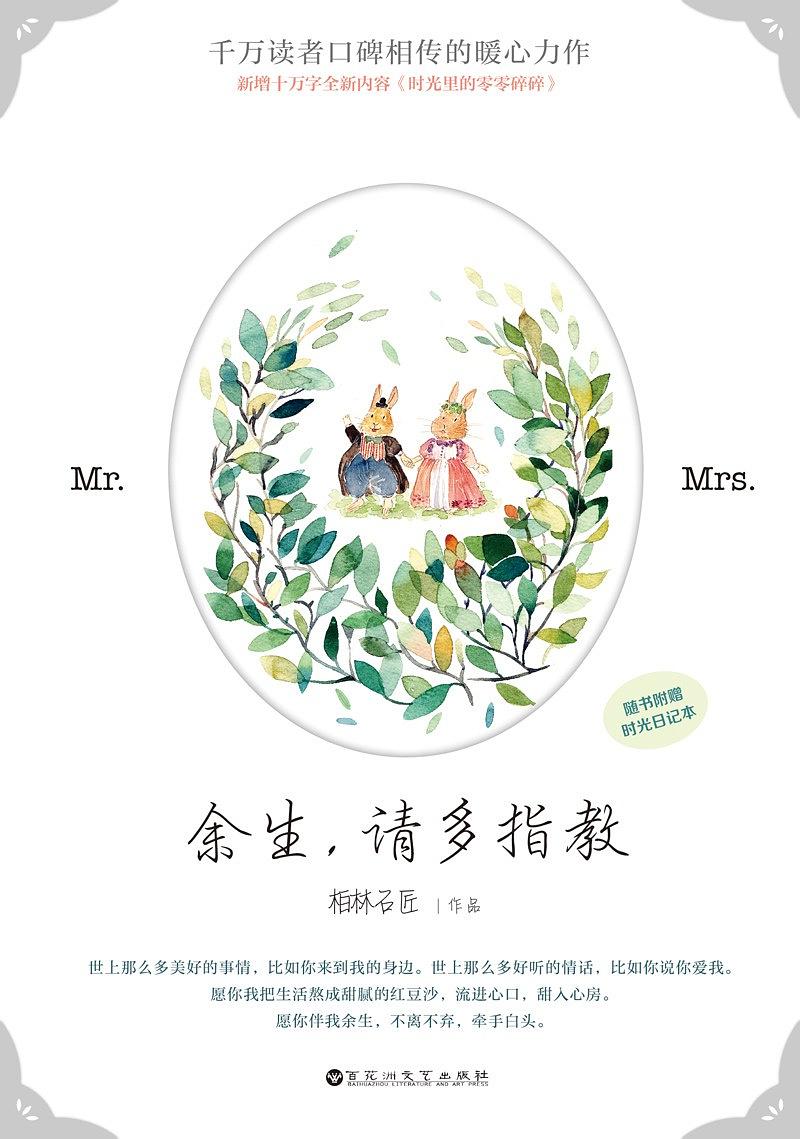 千万读者口碑相传的暖心力作
新增十万字全新内容《时光里的零零碎碎》
Mr.
Mrs.
随书附赠
时光日记本
余生，请多指教
柏林石匠 | 作品
世上那么多美好的事情，比如你来到我的身边。世上那么多好听的情话，比如你说你爱我。
愿你我把生活熬成甜腻的红豆沙，流进心口，甜入心房。
愿你伴我余生，不离不弃，牵手白头。
百花洲文艺出版社
BAIHUAZHOU LITERATURE AND ART PRESS